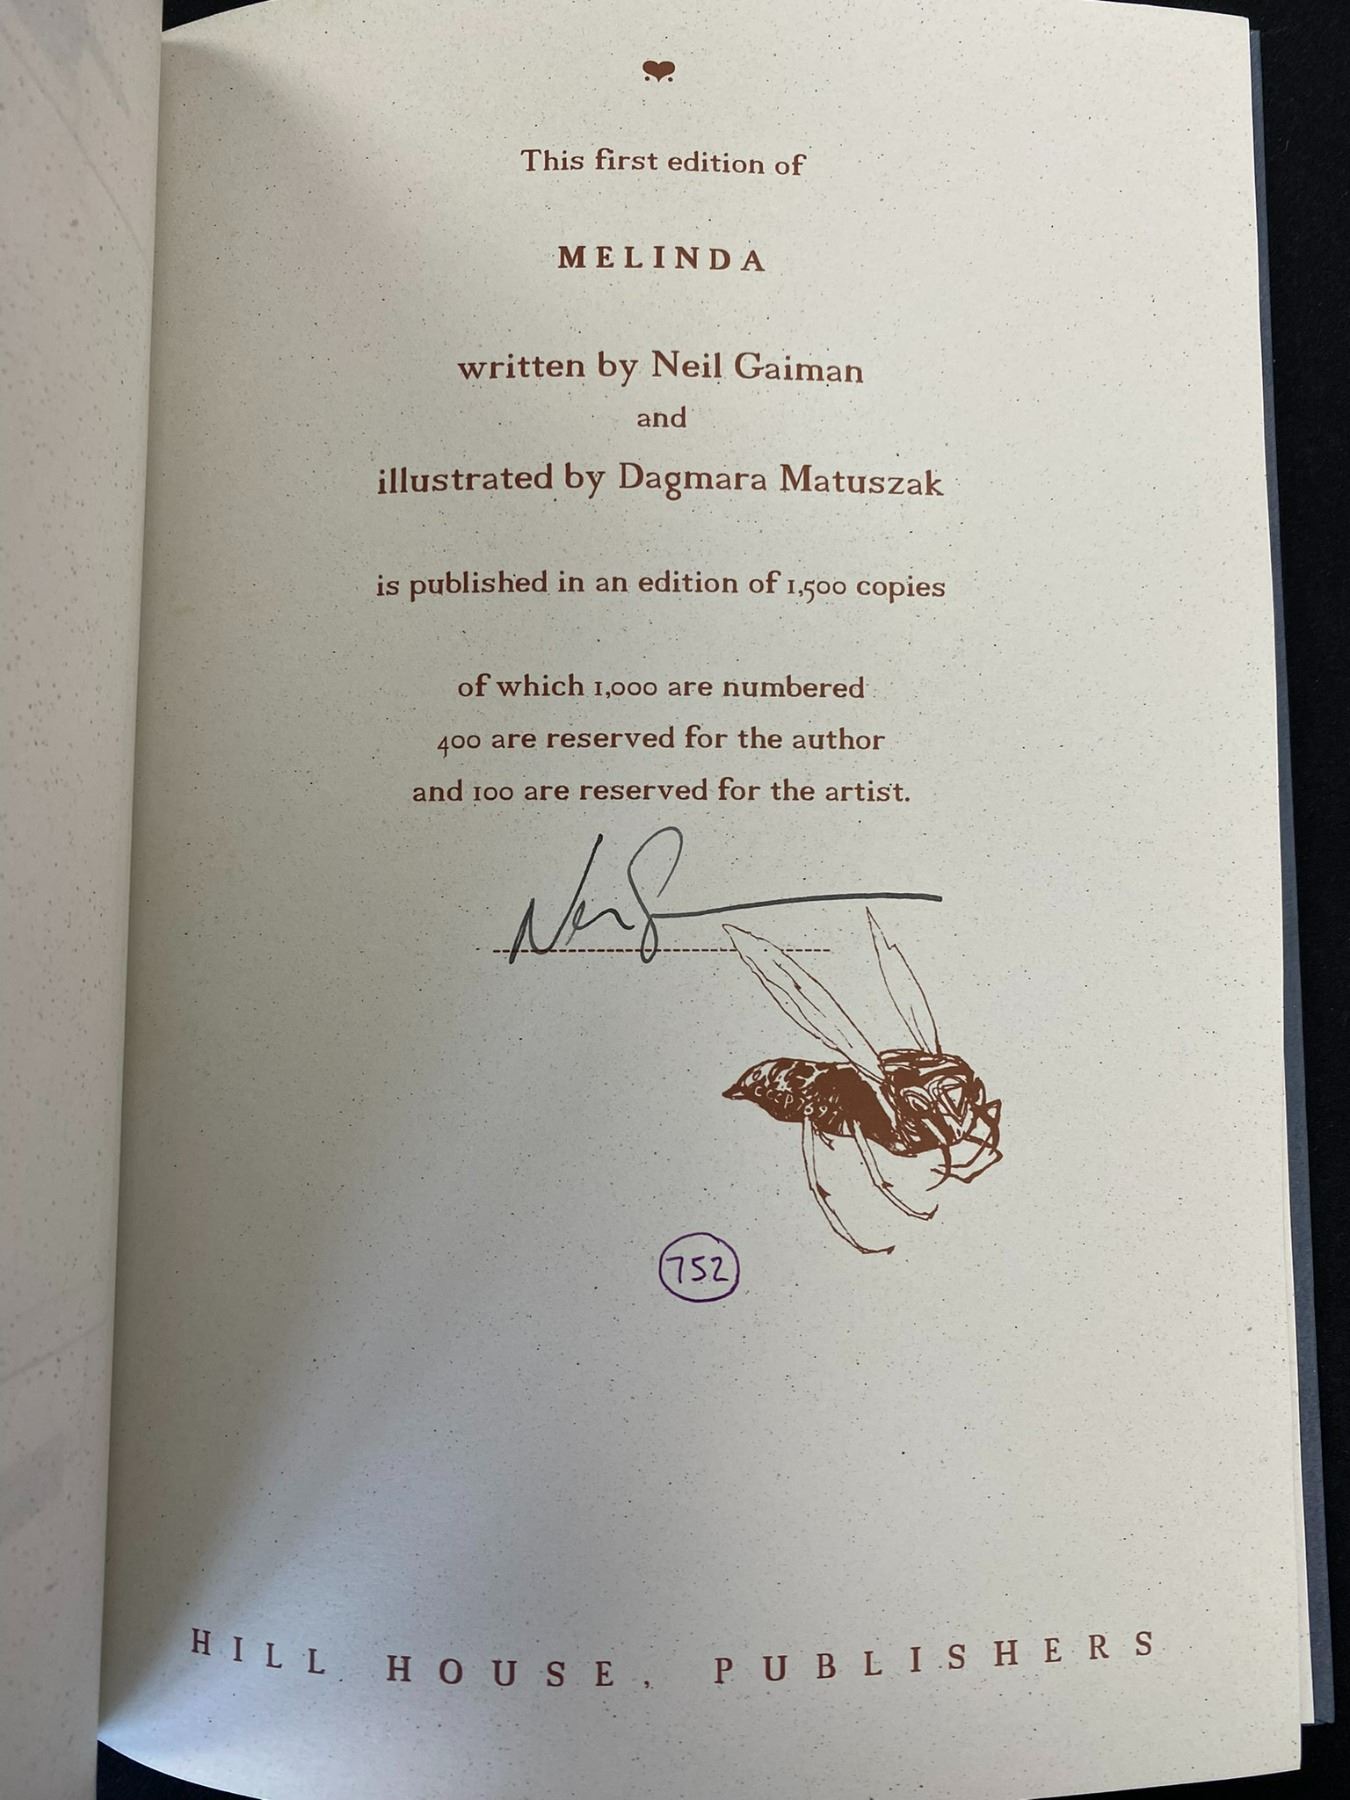 This first edition of
MELINDA
written by Neil Gaiman
and
illustrated by Dagmara Matuszak
is published in an edition of 1,500 copies
of which 1,000 are numbered
400 are reserved for the author
and 100 are reserved for the artist.
752
HILL HOUSE, PUBLISHERS